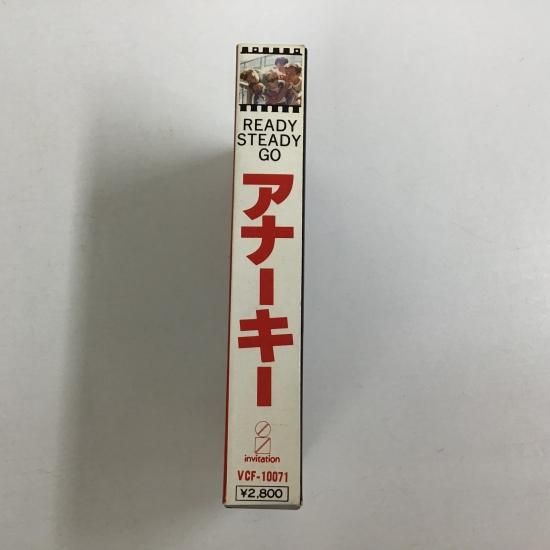 READY
STEADY
GO
アナーキー
invitation
VCF-10071
¥2,800